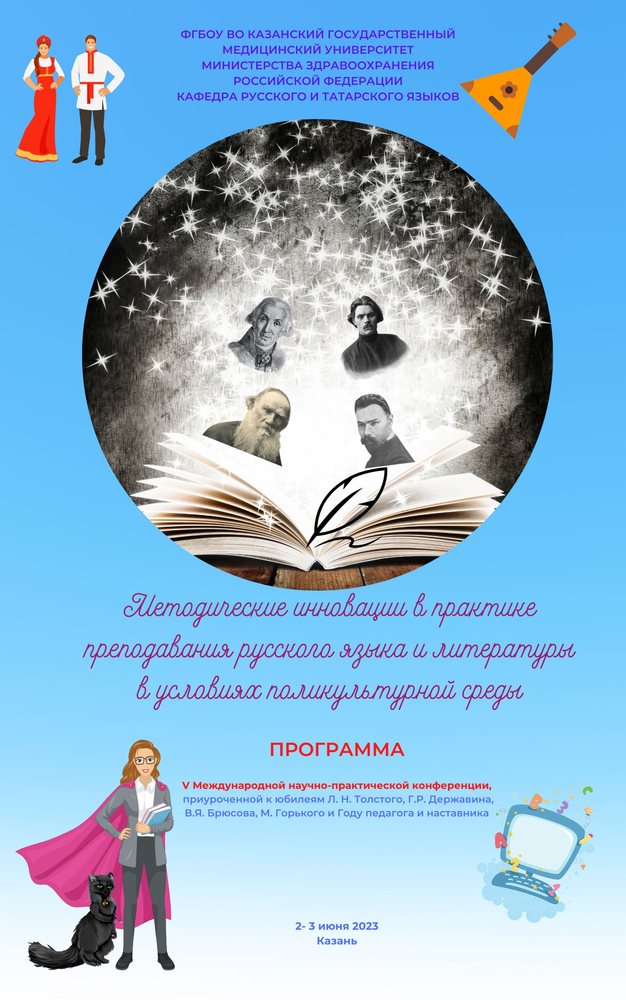 ФГБОУ ВО КАЗАНСКИЙ ГОСУДАРСТВЕННЫЙ
МЕДИЦИНСКИЙ УНИВЕРСИТЕТ
МИНИСТЕРСТВА ЗДРАВООХРАНЕНИЯ
РОССИЙСКОЙ ФЕДЕРАЦИИ
КАФЕДРА РУССКОГО И ТАТАРСКОГО ЯЗЫКОВ
Методические инновации в практике
преподавания русского языка и литературы
в условиях поликультурной среды
ПРОГРАММА
V Международной научно-практической конференции,
приуроченной к юбилеям Л. Н. Толстого, Г.Р. Державина,
В.Я. Брюсова, М. Горького и Году педагога и наставника
2- 3 июня 2023
Казань